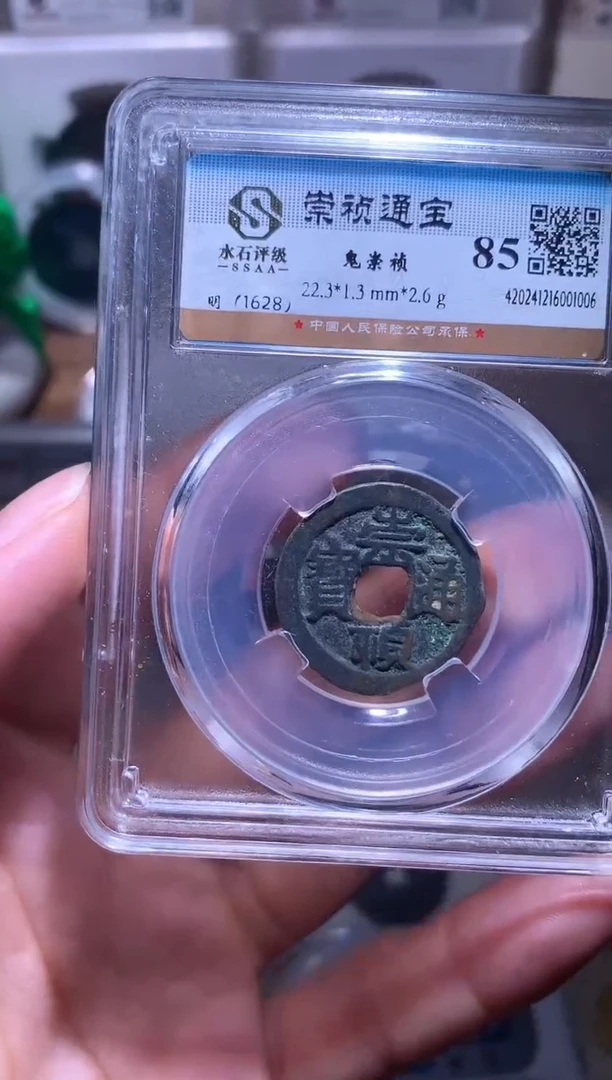 崇祯通宝
水石评级
-SSAA-
鬼崇祯
85
明 (1628)
22.3*1.3 mm*2.6 g
420241216001006
★ 中国人民保险公司承保 ★
崇
禎
通
寶